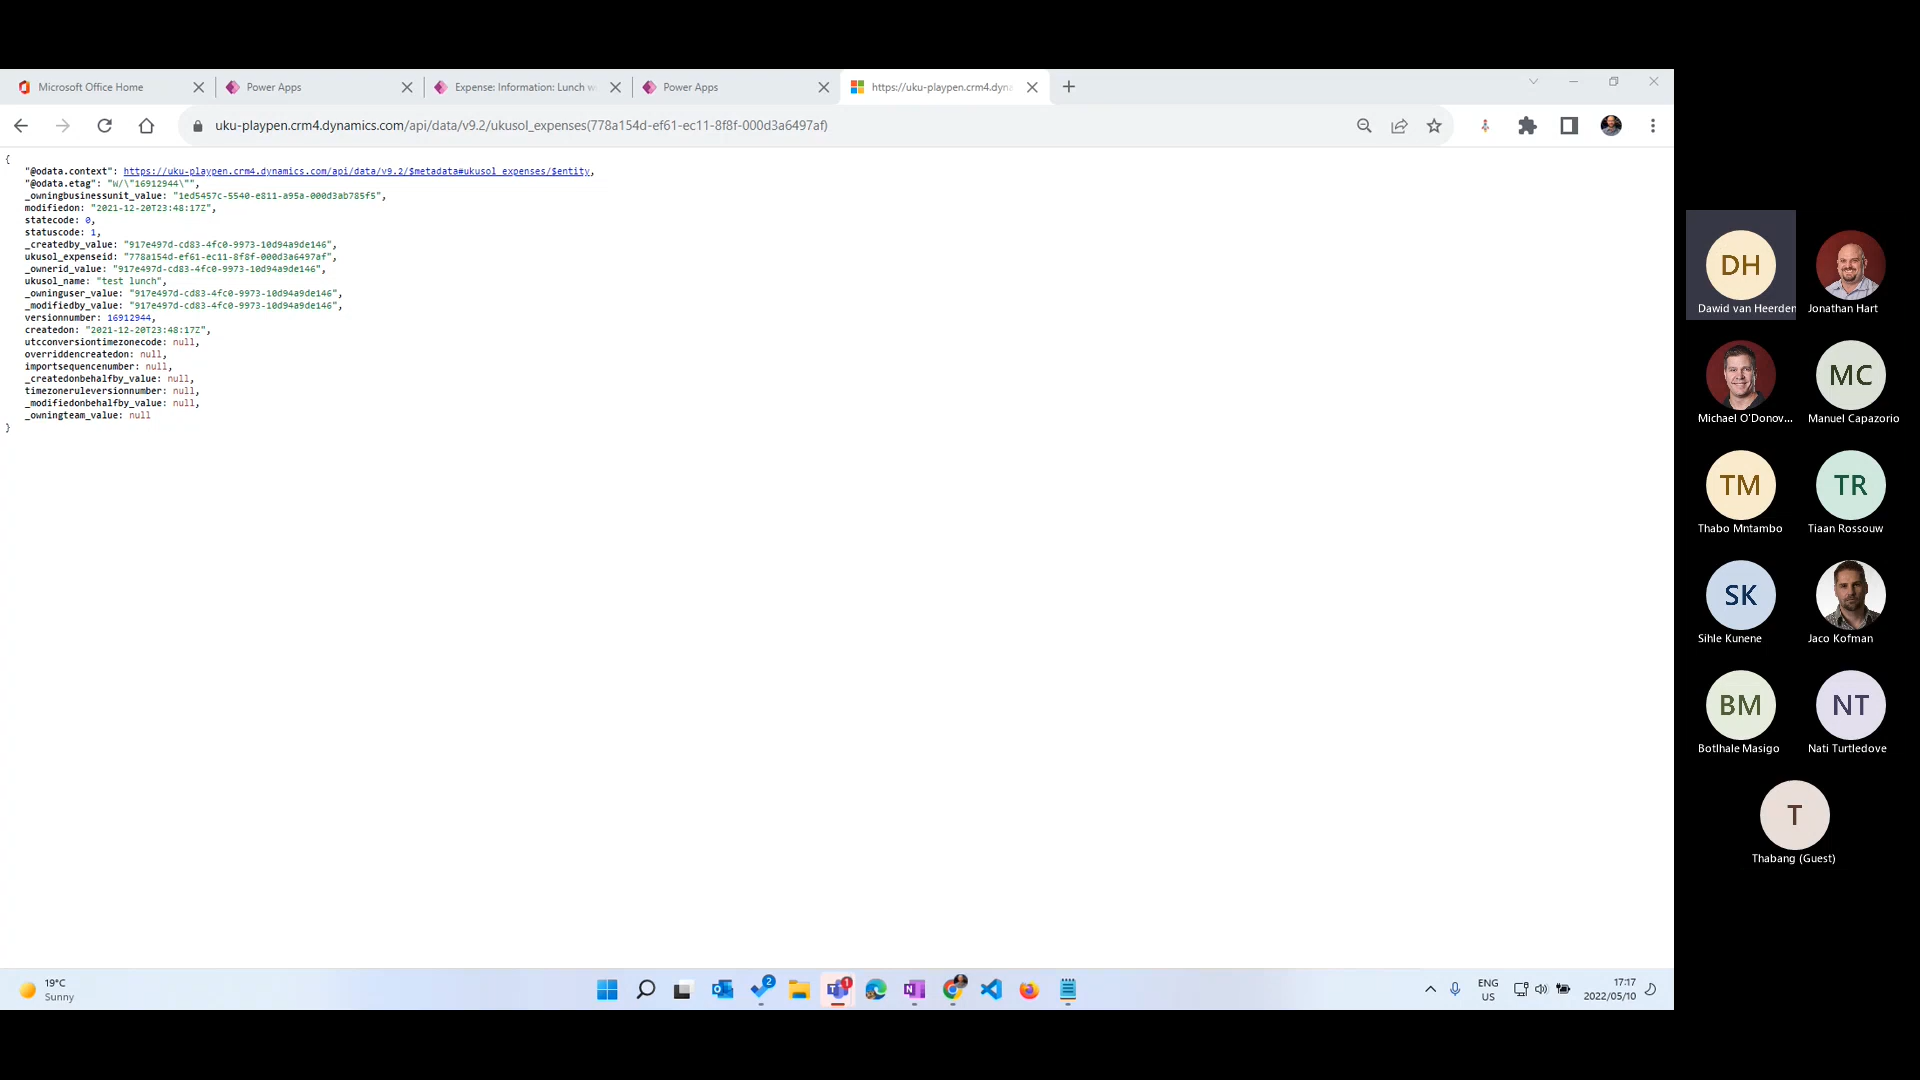 Microsoft Office Home
Power Apps
Expense: Information: Lunch w
Power Apps
https://uku-playpen.crm4.dyna
uku-playpen.crm4.dynamics.com/api/data/v9.2/ukusol_expenses(778a154d-ef61-ec11-8f8f-000d3a6497af)
{
"@odata.context": https://uku-playpen.crm4.dynamics.com/api/data/v9.2/$metadata#ukusol_expenses/$entity,
"@odata.etag": "W/\"16912944\"",
_owningbusinessunit_value: "1ed5457c-5540-e811-a95a-000d3ab785f5",
modifiedon: "2021-12-20T23:48:17Z",
statecode: 0,
statuscode: 1,
_createdby_value: "917e497d-cd83-4fc0-9973-10d94a9de146",
ukusol_expenseid: "778a154d-ef61-ec11-8f8f-000d3a6497af",
_ownerid_value: "917e497d-cd83-4fc0-9973-10d94a9de146",
ukusol_name: "test lunch",
_owninguser_value: "917e497d-cd83-4fc0-9973-10d94a9de146",
_modifiedby_value: "917e497d-cd83-4fc0-9973-10d94a9de146",
versionnumber: 16912944,
createdon: "2021-12-20T23:48:17Z",
utcconversiontimezonecode: null,
overriddencreatedon: null,
importsequencenumber: null,
_createdonbehalfby_value: null,
timezoneruleversionnumber: null,
_modifiedonbehalfby_value: null,
_owningteam_value: null
}
DH
Dawid van Heerden
Jonathan Hart
Michael O'Donov...
MC
Manuel Capazorio
TM
Thabo Mntambo
TR
Tiaan Rossouw
SK
Sihle Kunene
Jaco Kofman
BM
Botlhale Masigo
NT
Nati Turtledove
T
Thabang (Guest)
19°C
Sunny
2
1
ENG
US
17:17
2022/05/10